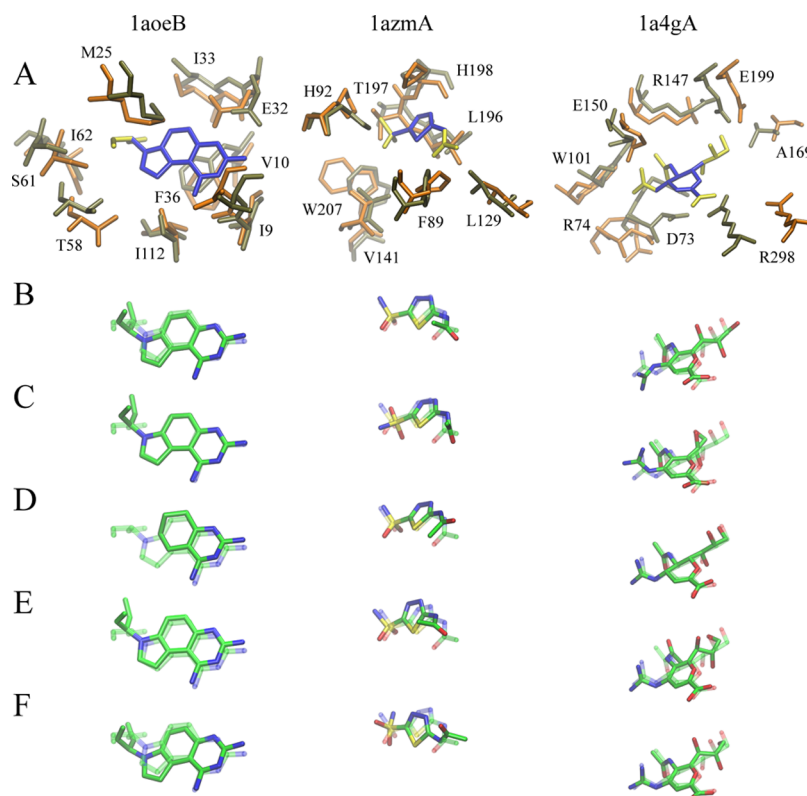 1aoeB 1azmA 1a4gA
A
M25 I33 E32 I62 S61 V10 F36 T58 I112 I9
H92 T197 H198 L196 W207 F89 L129 V141
R147 E199 E150 A169 W101 R74 D73 R298
B
C
D
E
F